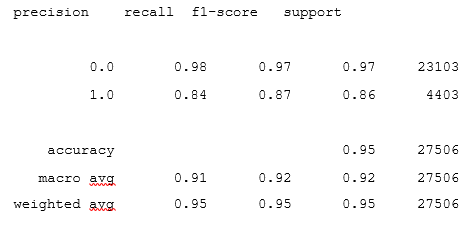 precision recall f1-score support
0.0 0.98 0.97 0.97 23103
1.0 0.84 0.87 0.86 4403
accuracy 0.95 27506
macro avg 0.91 0.92 0.92 27506
weighted avg 0.95 0.95 0.95 27506